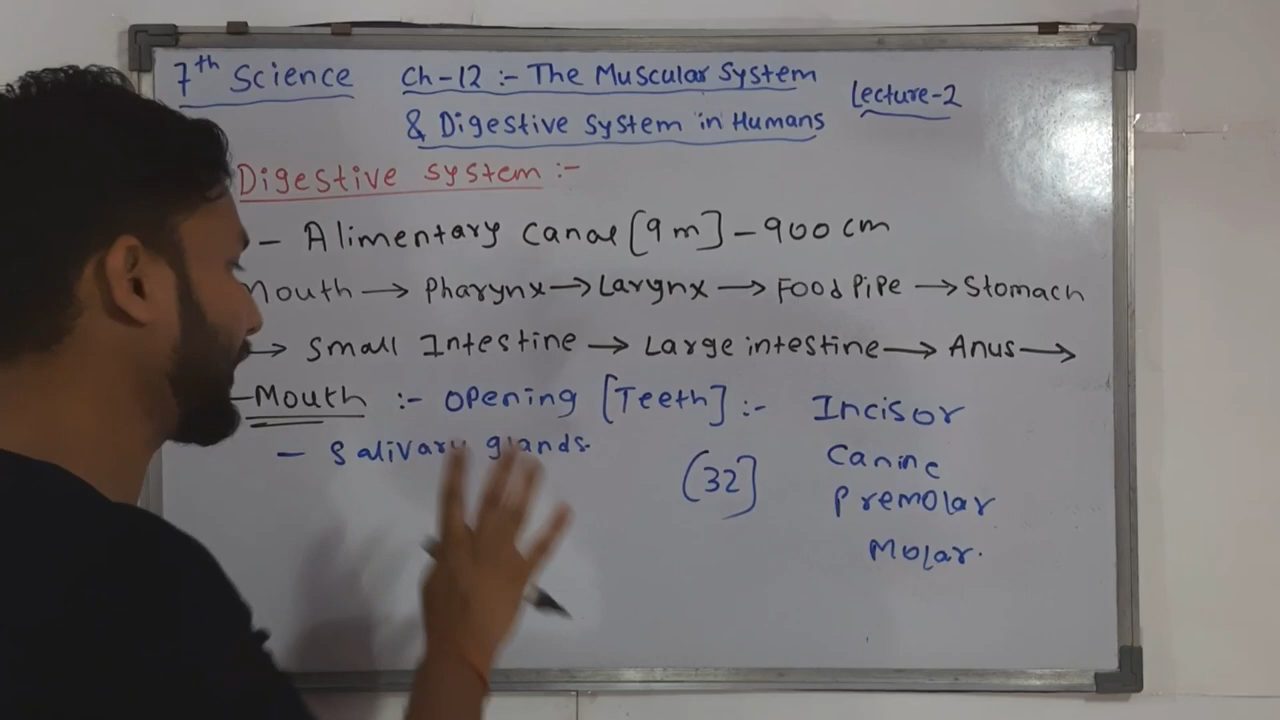 7th Science Ch-12 :- The Muscular System
& Digestive System in Humans
Lecture-2
Digestive system :-
- Alimentary Canal [9m] - 900 cm
Mouth → Pharynx → Larynx → Food Pipe → Stomach
→ Small Intestine → Large intestine → Anus →
- Mouth :- opening [Teeth] :- Incisor
- Salivary glands.
(32]
Canine
Premolar
Molar.